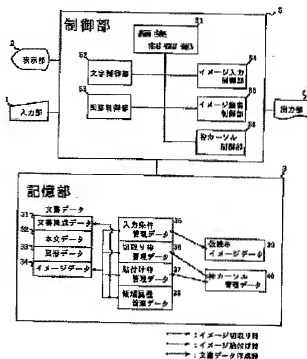 5
制御部
51
編集
制御部
2
表示部
52
文字制御部
54
イメージ入力
制御部
53
図形制御部
55
イメージ編集
制御部
1
入力部
56
枠カーソル
制御部
出力部
3
記憶部
31
文書データ
文書構成データ
32
本文データ
33
図形データ
34
イメージデータ
35
入力条件
管理データ
36
切取り枠
管理データ
37
貼付け枠
管理データ
38
領域属性
管理データ
39
イメージデータ
40
枠カーソル
管理データ
:イメージ切取り時
:イメージ貼付け時
:文書データ作成時